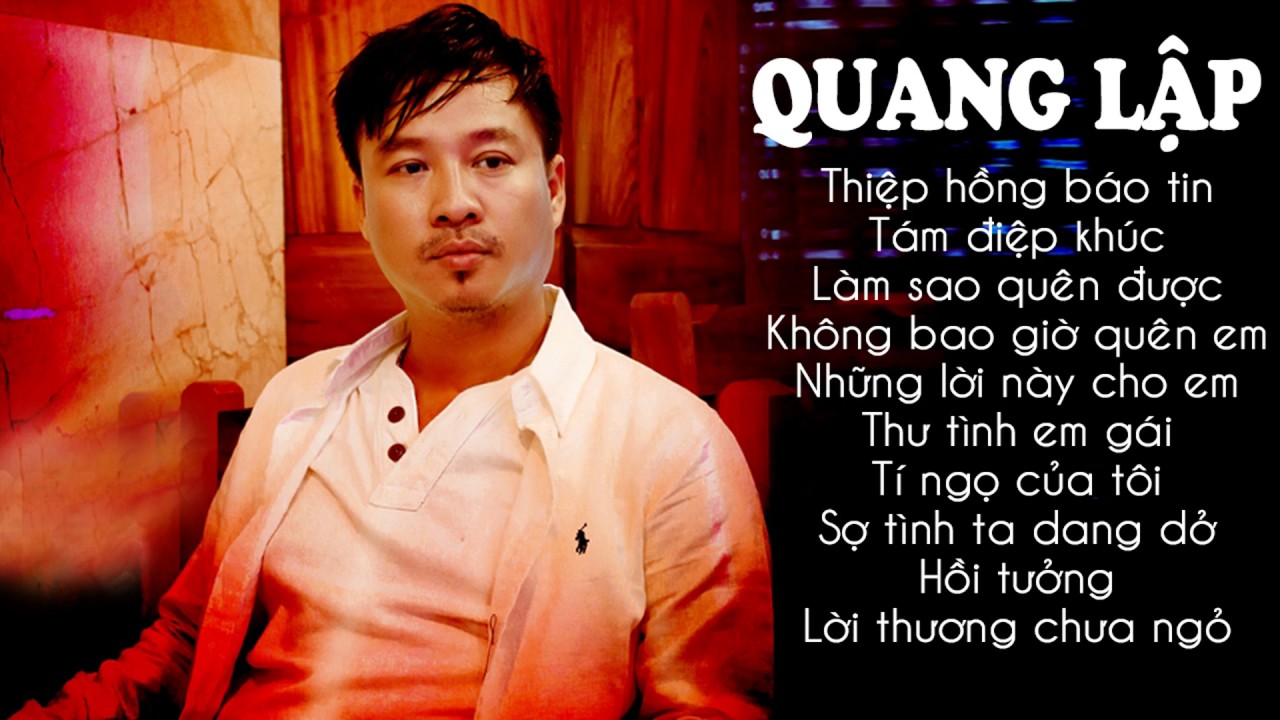 QUANG LẬP
Thiệp hồng báo tin
Tám điệp khúc
Làm sao quên được
Không bao giờ quên em
Những lời này cho em
Thư tình em gái
Tí ngọ của tôi
Sợ tình ta dang dở
Hồi tưởng
Lời thương chưa ngỏ